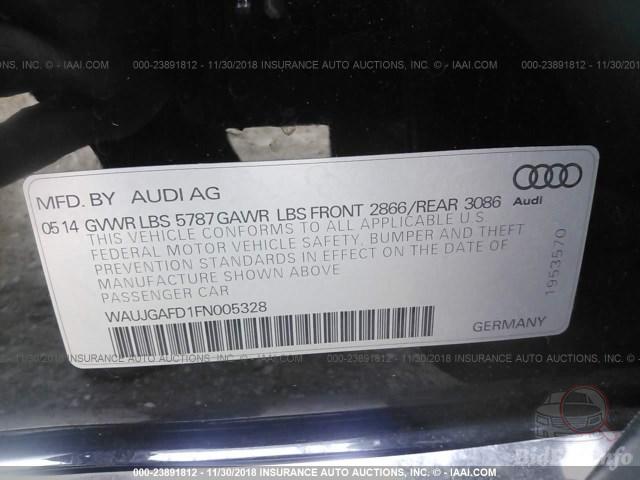 000-23891812 - 11/30/2018 INSURANCE AUTO AUCTIONS, INC. - © IAAI.COM
MFD. BY AUDI AG
Audi
05 14 GVWR LBS 5787 GAWR LBS FRONT 2866/REAR 3086
THIS VEHICLE CONFORMS TO ALL APPLICABLE U.S
FEDERAL MOTOR VEHICLE SAFETY, BUMPER AND THEFT
PREVENTION STANDARDS IN EFFECT ON THE DATE OF
MANUFACTURE SHOWN ABOVE
PASSENGER CAR
1953570
WAUJGAFD1FN005328
GERMANY
000-23891812 - 11/30/2018 INSURANCE AUTO AUCTIONS, INC. - © IAAI.COM
000-23891812 - 11/30/2018 INSURANCE AUTO AUCTIONS, INC. - © IAAI.COM